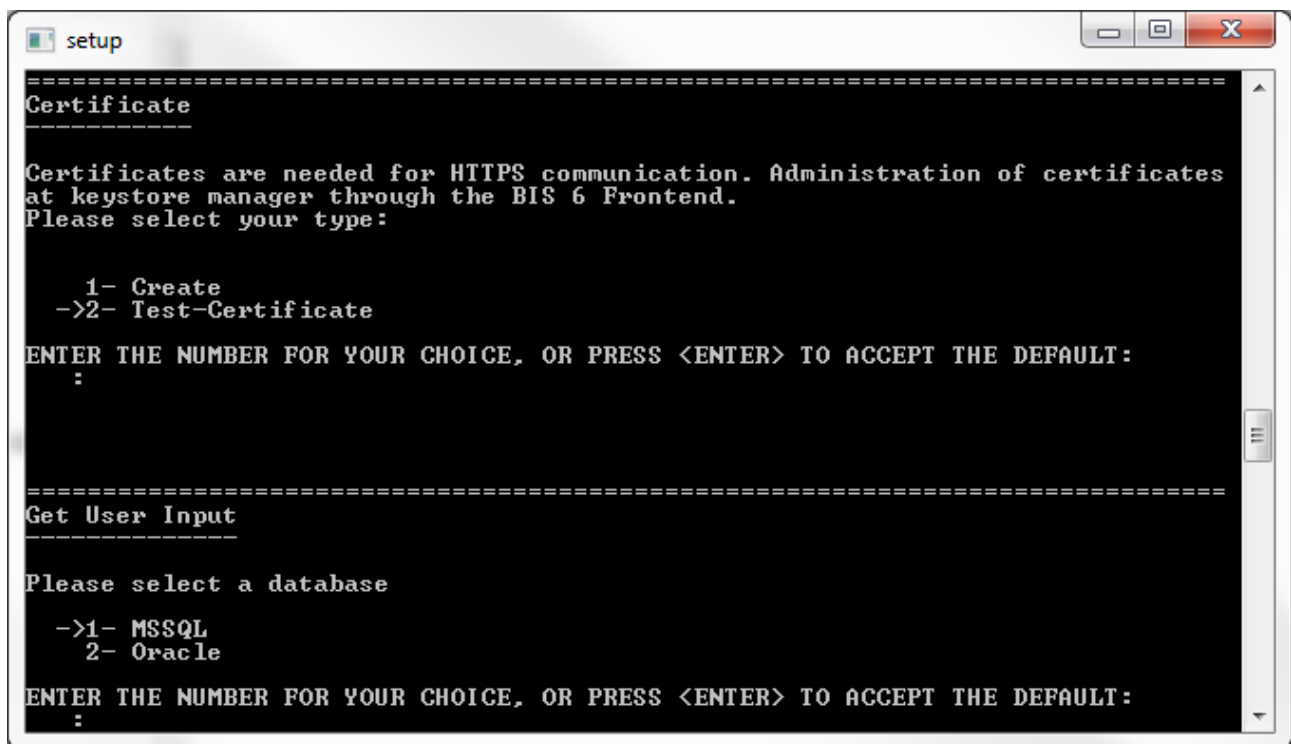 setup
===============================================================================
Certificate
-----------
Certificates are needed for HTTPS communication. Administration of certificates
at keystore manager through the BIS 6 Frontend.
Please select your type:
1- Create
->2- Test-Certificate
ENTER THE NUMBER FOR YOUR CHOICE, OR PRESS <ENTER> TO ACCEPT THE DEFAULT:
:
===============================================================================
Get User Input
--------------
Please select a database
->1- MSSQL
2- Oracle
ENTER THE NUMBER FOR YOUR CHOICE, OR PRESS <ENTER> TO ACCEPT THE DEFAULT:
: